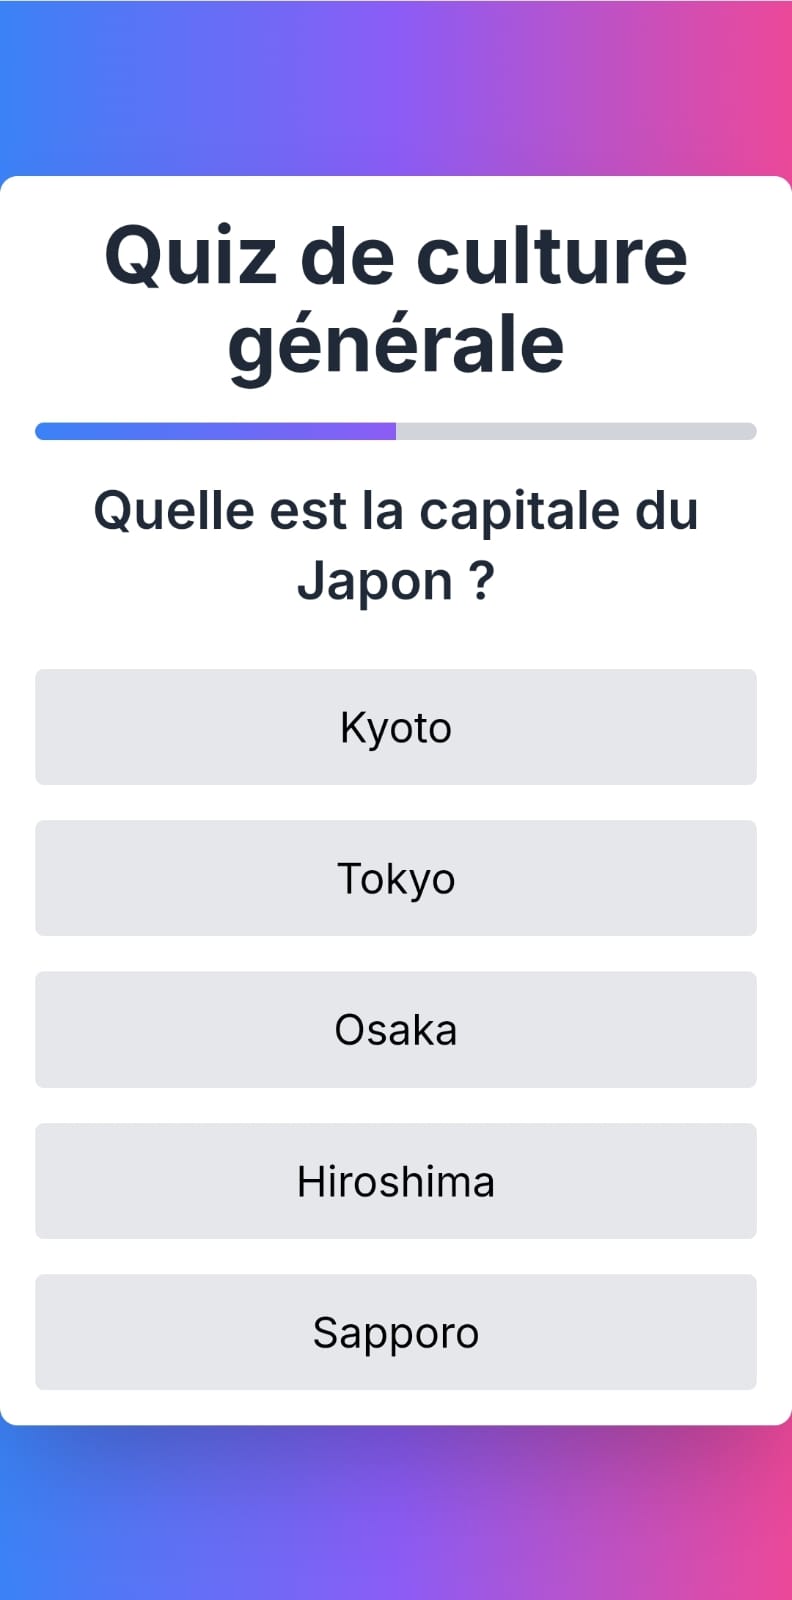 Quiz de culture
générale
Quelle est la capitale du
Japon ?
Kyoto
Tokyo
Osaka
Hiroshima
Sapporo